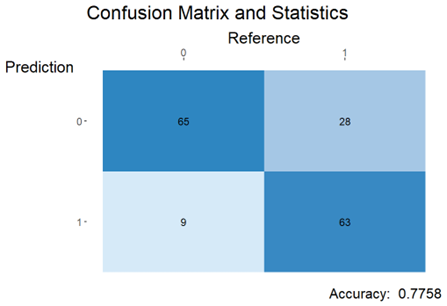 Confusion Matrix and Statistics
Reference
0 1
Prediction
0 65 28
1 9 63
Accuracy: 0.7758